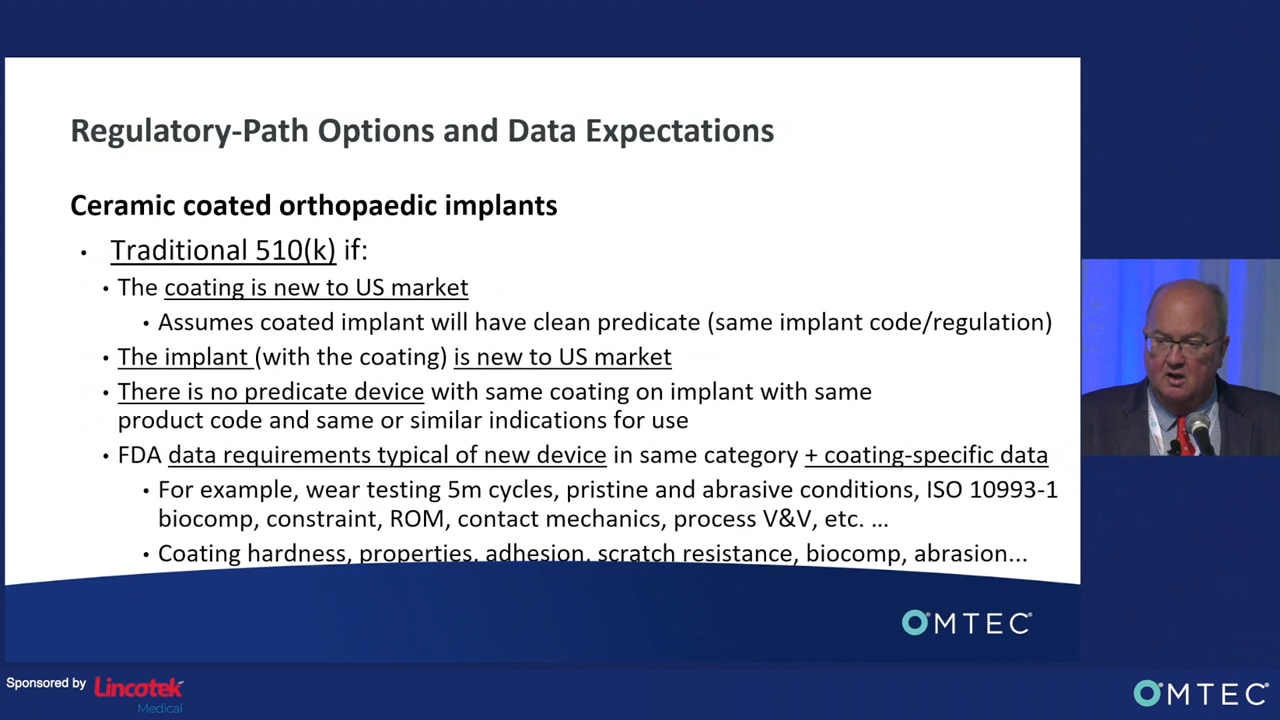 Regulatory-Path Options and Data Expectations
Ceramic coated orthopaedic implants
• Traditional 510(k) if:
• The coating is new to US market
• Assumes coated implant will have clean predicate (same implant code/regulation)
• The implant (with the coating) is new to US market
• There is no predicate device with same coating on implant with same
product code and same or similar indications for use
• FDA data requirements typical of new device in same category + coating-specific data
• For example, wear testing 5m cycles, pristine and abrasive conditions, ISO 10993-1
biocomp, constraint, ROM, contact mechanics, process V&V, etc. …
• Coating hardness, properties, adhesion, scratch resistance, biocomp, abrasion...
OMTEC
Sponsored by Lincotek
Medical
OMTEC